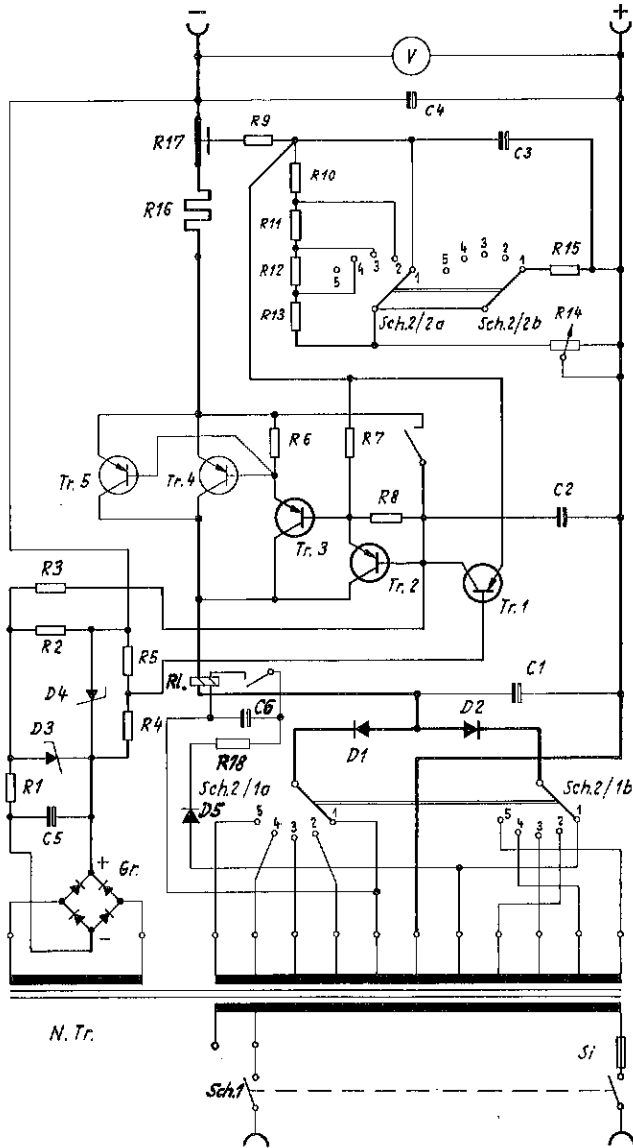 − +
V
C4
R9
R17
C3
R10
R16
R11
5 4 3 2 1
5 4 3 2 1
R15
R12
R13
Sch.2/2a
Sch.2/2b
R14
R6
R7
Tr.5
Tr.4
R8
C2
Tr.3
Tr.2
Tr.1
R3
R2
R5
Rl.
C1
D4
C6
D2
D3
R4
D1
R18
R1
Sch.2/1a
Sch.2/1b
D5
C5
5 4 3 2 1
5 4 3 2 1
+ Gr.
−
N.Tr.
Si
Sch.1